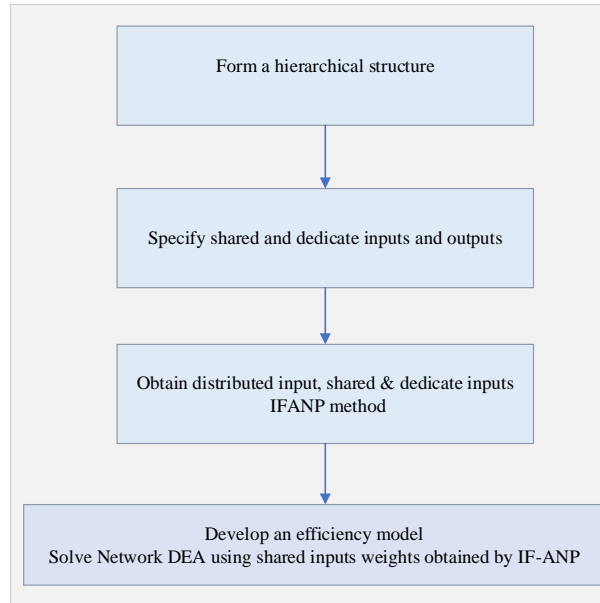 Form a hierarchical structure
Specify shared and dedicate inputs and outputs
Obtain distributed input, shared & dedicate inputs
IFANP method
Develop an efficiency model
Solve Network DEA using shared inputs weights obtained by IF-ANP